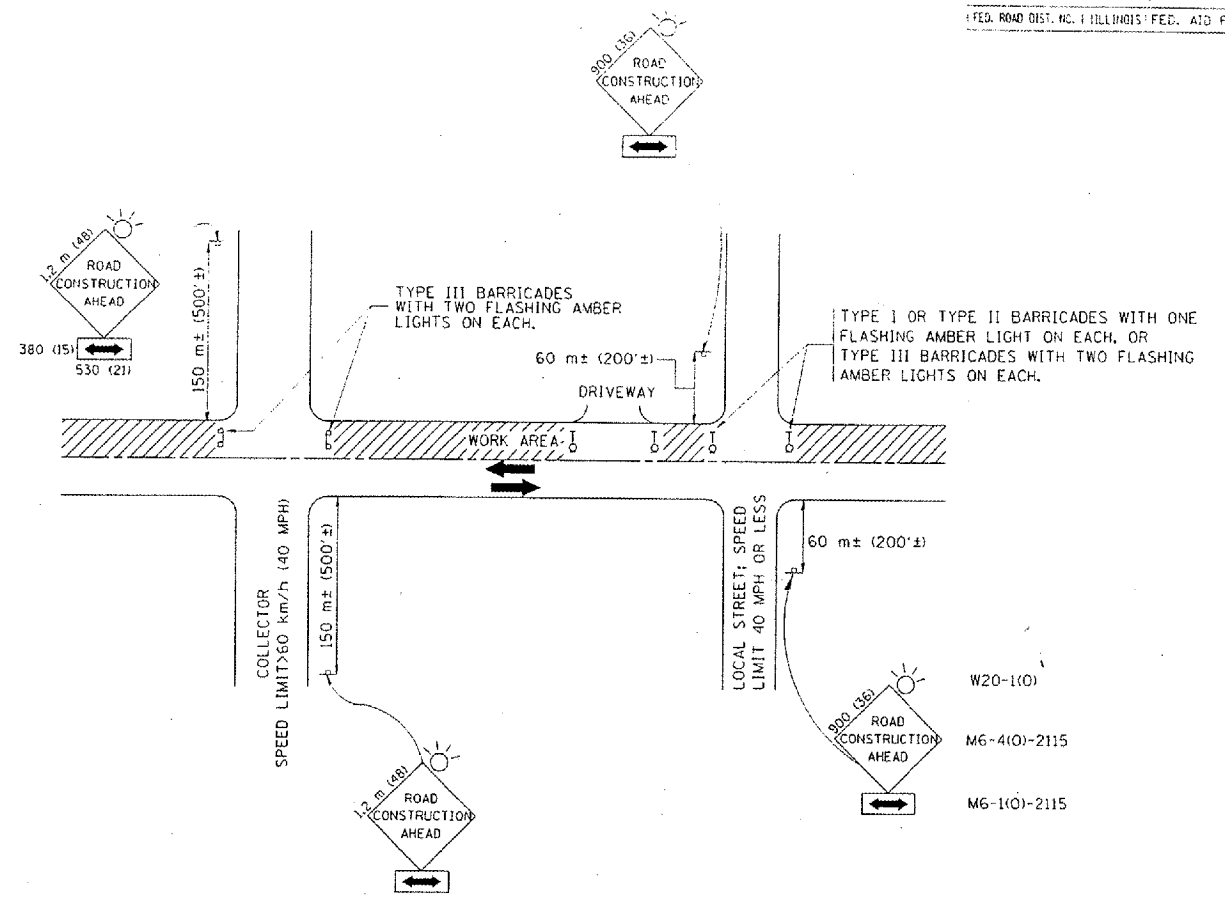 FED. ROAD DIST. NO. 1 ILLINOIS FED. AID
900 (36)
ROAD
CONSTRUCTION
AHEAD
1.2 m (48)
ROAD
CONSTRUCTION
AHEAD
380 (15)
530 (21)
150 m± (500'±)
TYPE III BARRICADES
WITH TWO FLASHING AMBER
LIGHTS ON EACH.
60 m± (200'±)
DRIVEWAY
TYPE I OR TYPE II BARRICADES WITH ONE
FLASHING AMBER LIGHT ON EACH, OR
TYPE III BARRICADES WITH TWO FLASHING
AMBER LIGHTS ON EACH.
WORK AREA
COLLECTOR
SPEED LIMIT>60 km/h (40 MPH)
150 m± (500'±)
LOCAL STREET; SPEED
LIMIT 40 MPH OR LESS
60 m± (200'±)
1.2 m (48)
ROAD
CONSTRUCTION
AHEAD
900 (36)
ROAD
CONSTRUCTION
AHEAD
W20-1(O)
M6-4(O)-2115
M6-1(O)-2115